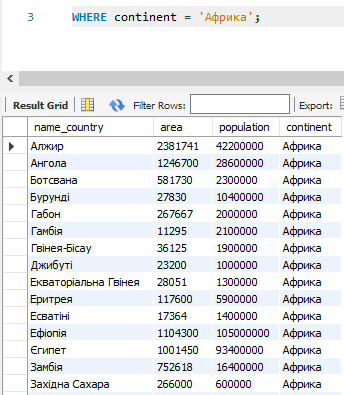 3 WHERE continent = 'Африка';
Result Grid Filter Rows: Export:
name_country area population continent
Алжир 2381741 42200000 Африка
Ангола 1246700 28600000 Африка
Ботсвана 581730 2300000 Африка
Бурунді 27830 10400000 Африка
Габон 267667 2000000 Африка
Гамбія 11295 2100000 Африка
Гвінея-Бісау 36125 1900000 Африка
Джибуті 23200 1000000 Африка
Екваторіальна Гвінея 28051 1300000 Африка
Еритрея 117600 5900000 Африка
Есватіні 17364 1400000 Африка
Ефіопія 1104300 105000000 Африка
Єгипет 1001450 93400000 Африка
Замбія 752618 16400000 Африка
Західна Сахара 266000 600000 Африка